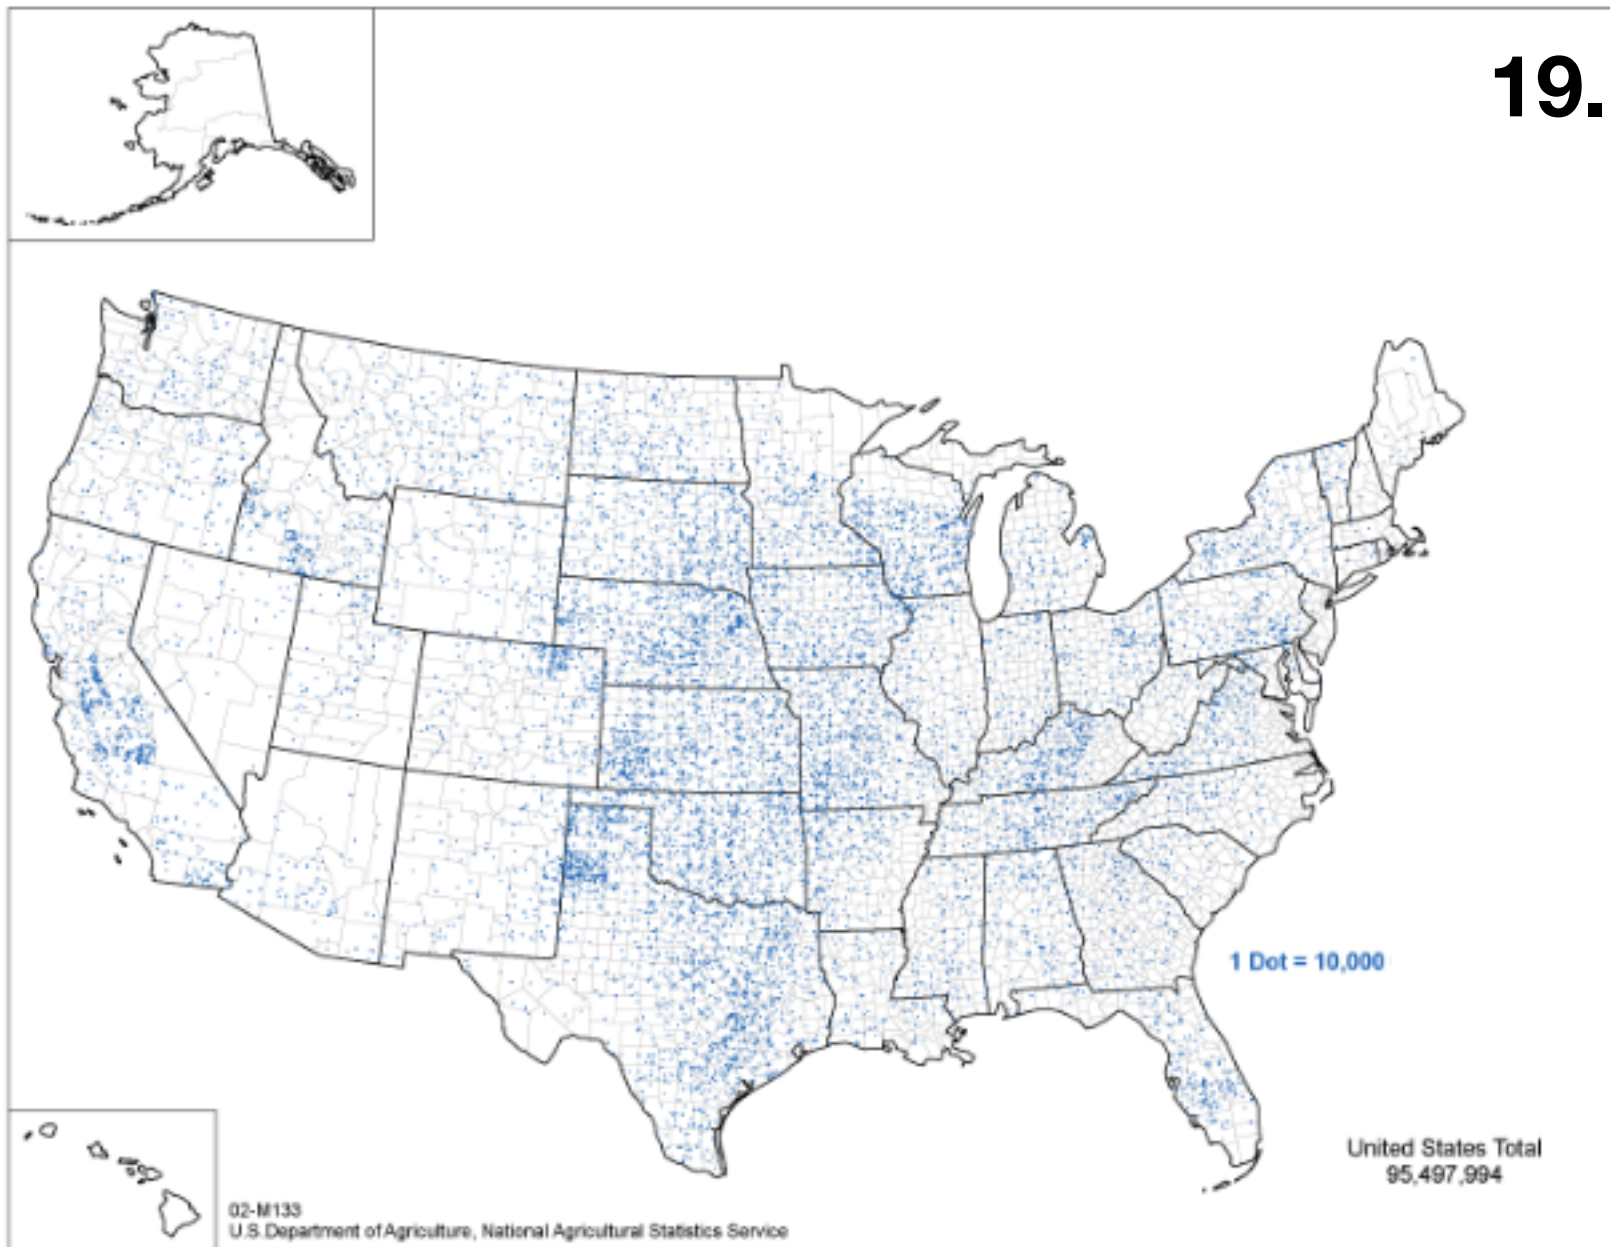 19.
1 Dot = 10,000
United States Total
95,497,994
02-M133
U.S.Department of Agriculture, National Agricultural Statistics Service